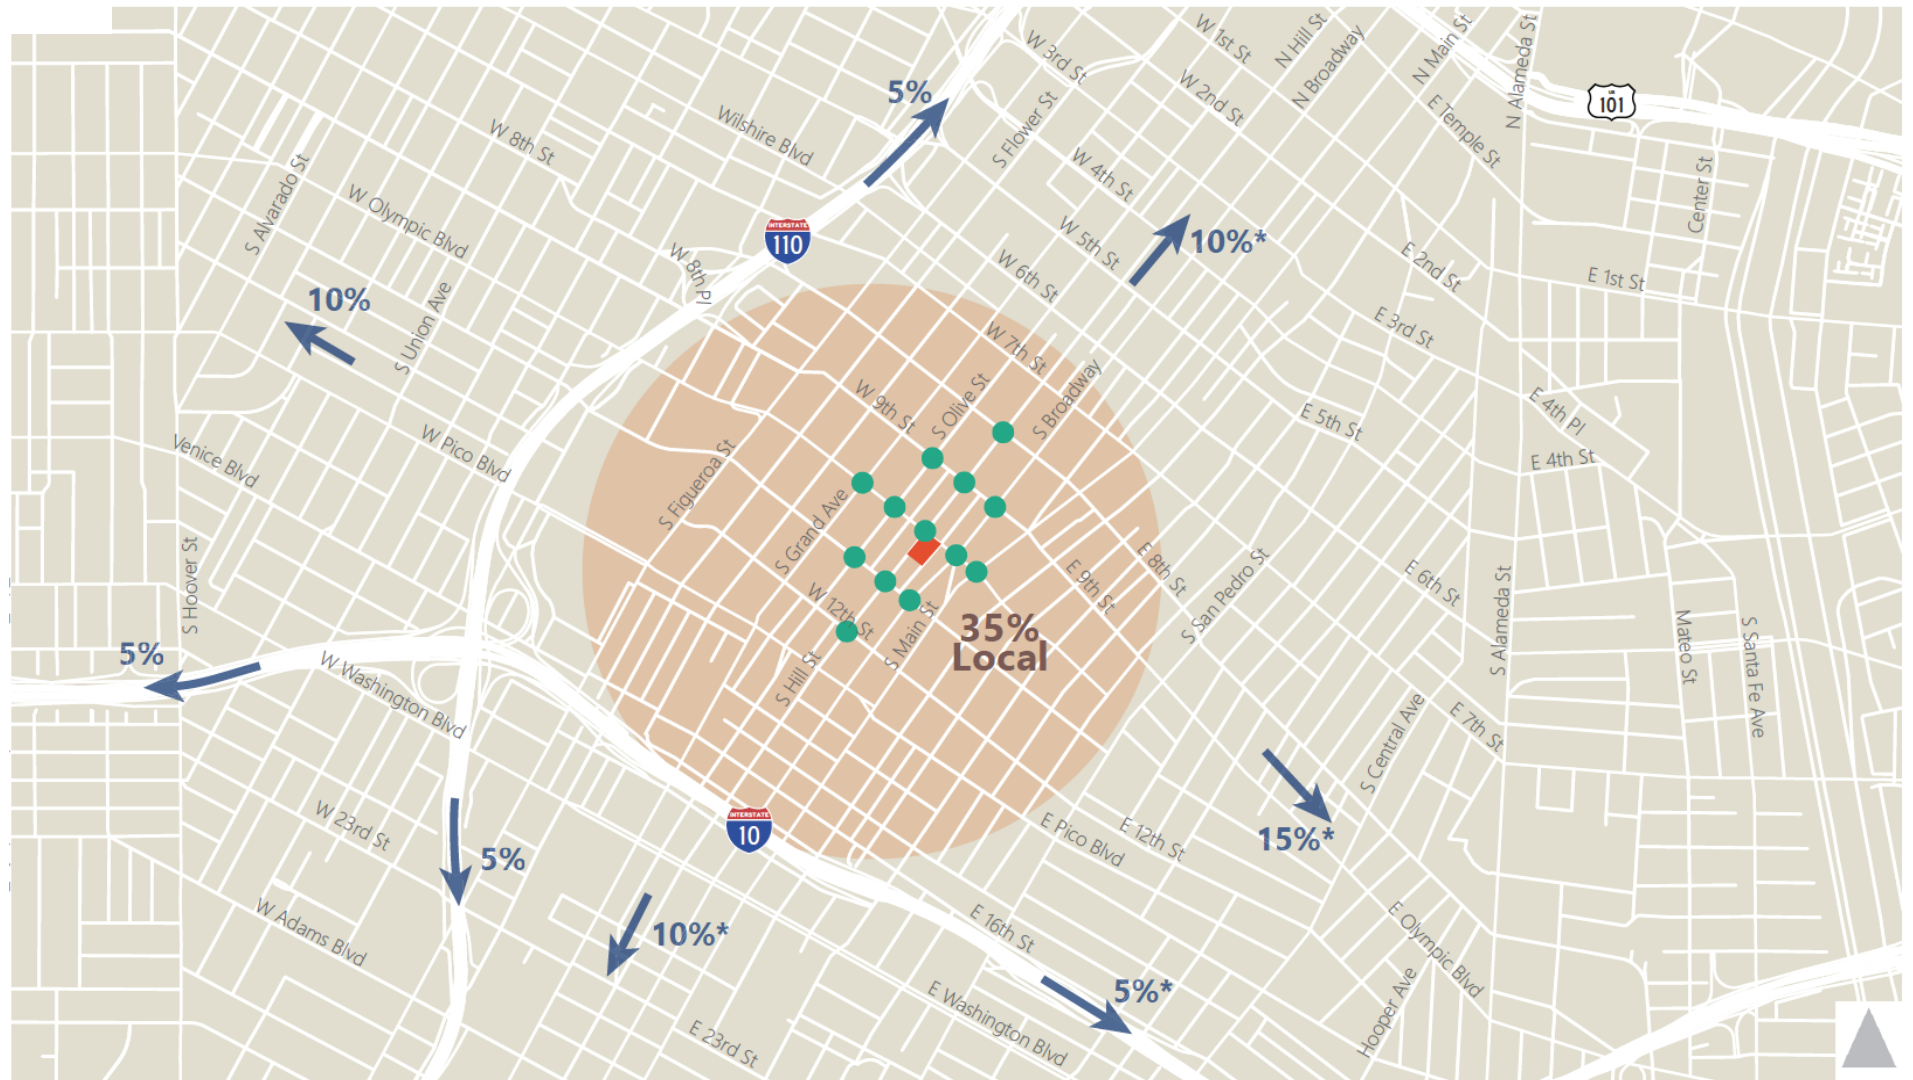 W 1st St
N Hill St
N Broadway
N Main St
N Alameda St
W 3rd St
5%
US
101
W 2nd St
S Flower St
E Temple St
Wilshire Blvd
W 8th St
W 4th St
Center St
S Alvarado St
W Olympic Blvd
INTERSTATE
110
W 5th St
10%*
W 6th St
W 8th Pl
E 2nd St
E 1st St
10%
S Union Ave
E 3rd St
W 7th St
W 9th St
S Olive St
S Broadway
E 4th Pl
E 5th St
Venice Blvd
W Pico Blvd
E 4th St
S Figueroa St
S Grand Ave
S Hoover St
E 9th St
E 8th St
S San Pedro St
E 6th St
S Alameda St
W 12th St
S Main St
35%
Local
5%
Mateo St
S Santa Fe Ave
W Washington Blvd
S Hill St
S Central Ave
E 7th St
W 23rd St
INTERSTATE
10
E Pico Blvd
E 12th St
15%*
5%
W Adams Blvd
10%*
E 16th St
E Olympic Blvd
5%*
E Washington Blvd
Hooper Ave
E 23rd St